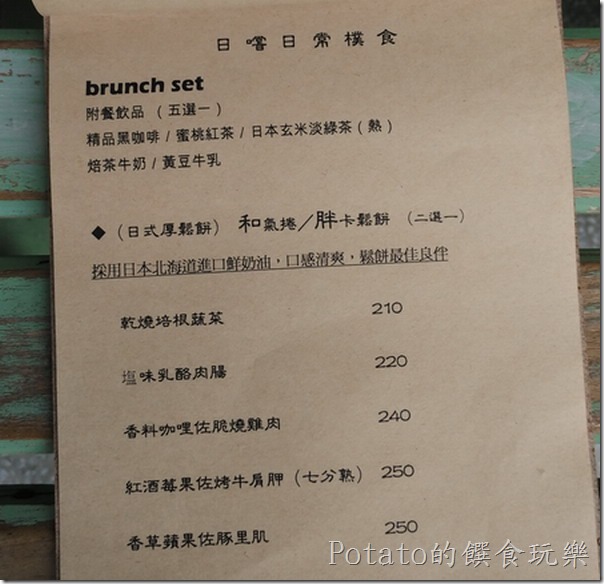 日嚐日常樸食
brunch set
附餐飲品 （五選一）
精品黑咖啡 / 蜜桃紅茶 / 日本玄米淡綠茶（熱）
焙茶牛奶 / 黃豆牛乳
◆（日式厚鬆餅） 和氣捲／胖卡鬆餅 （二選一）
採用日本北海道進口鮮奶油，口感清爽，鬆餅最佳良伴
乾燒培根蔬菜 210
塩味乳酪肉腸 220
香料咖哩佐脆燒雞肉 240
紅酒莓果佐烤牛肩胛（七分熟） 250
香草蘋果佐豚里肌 250
Potato的饌食玩樂